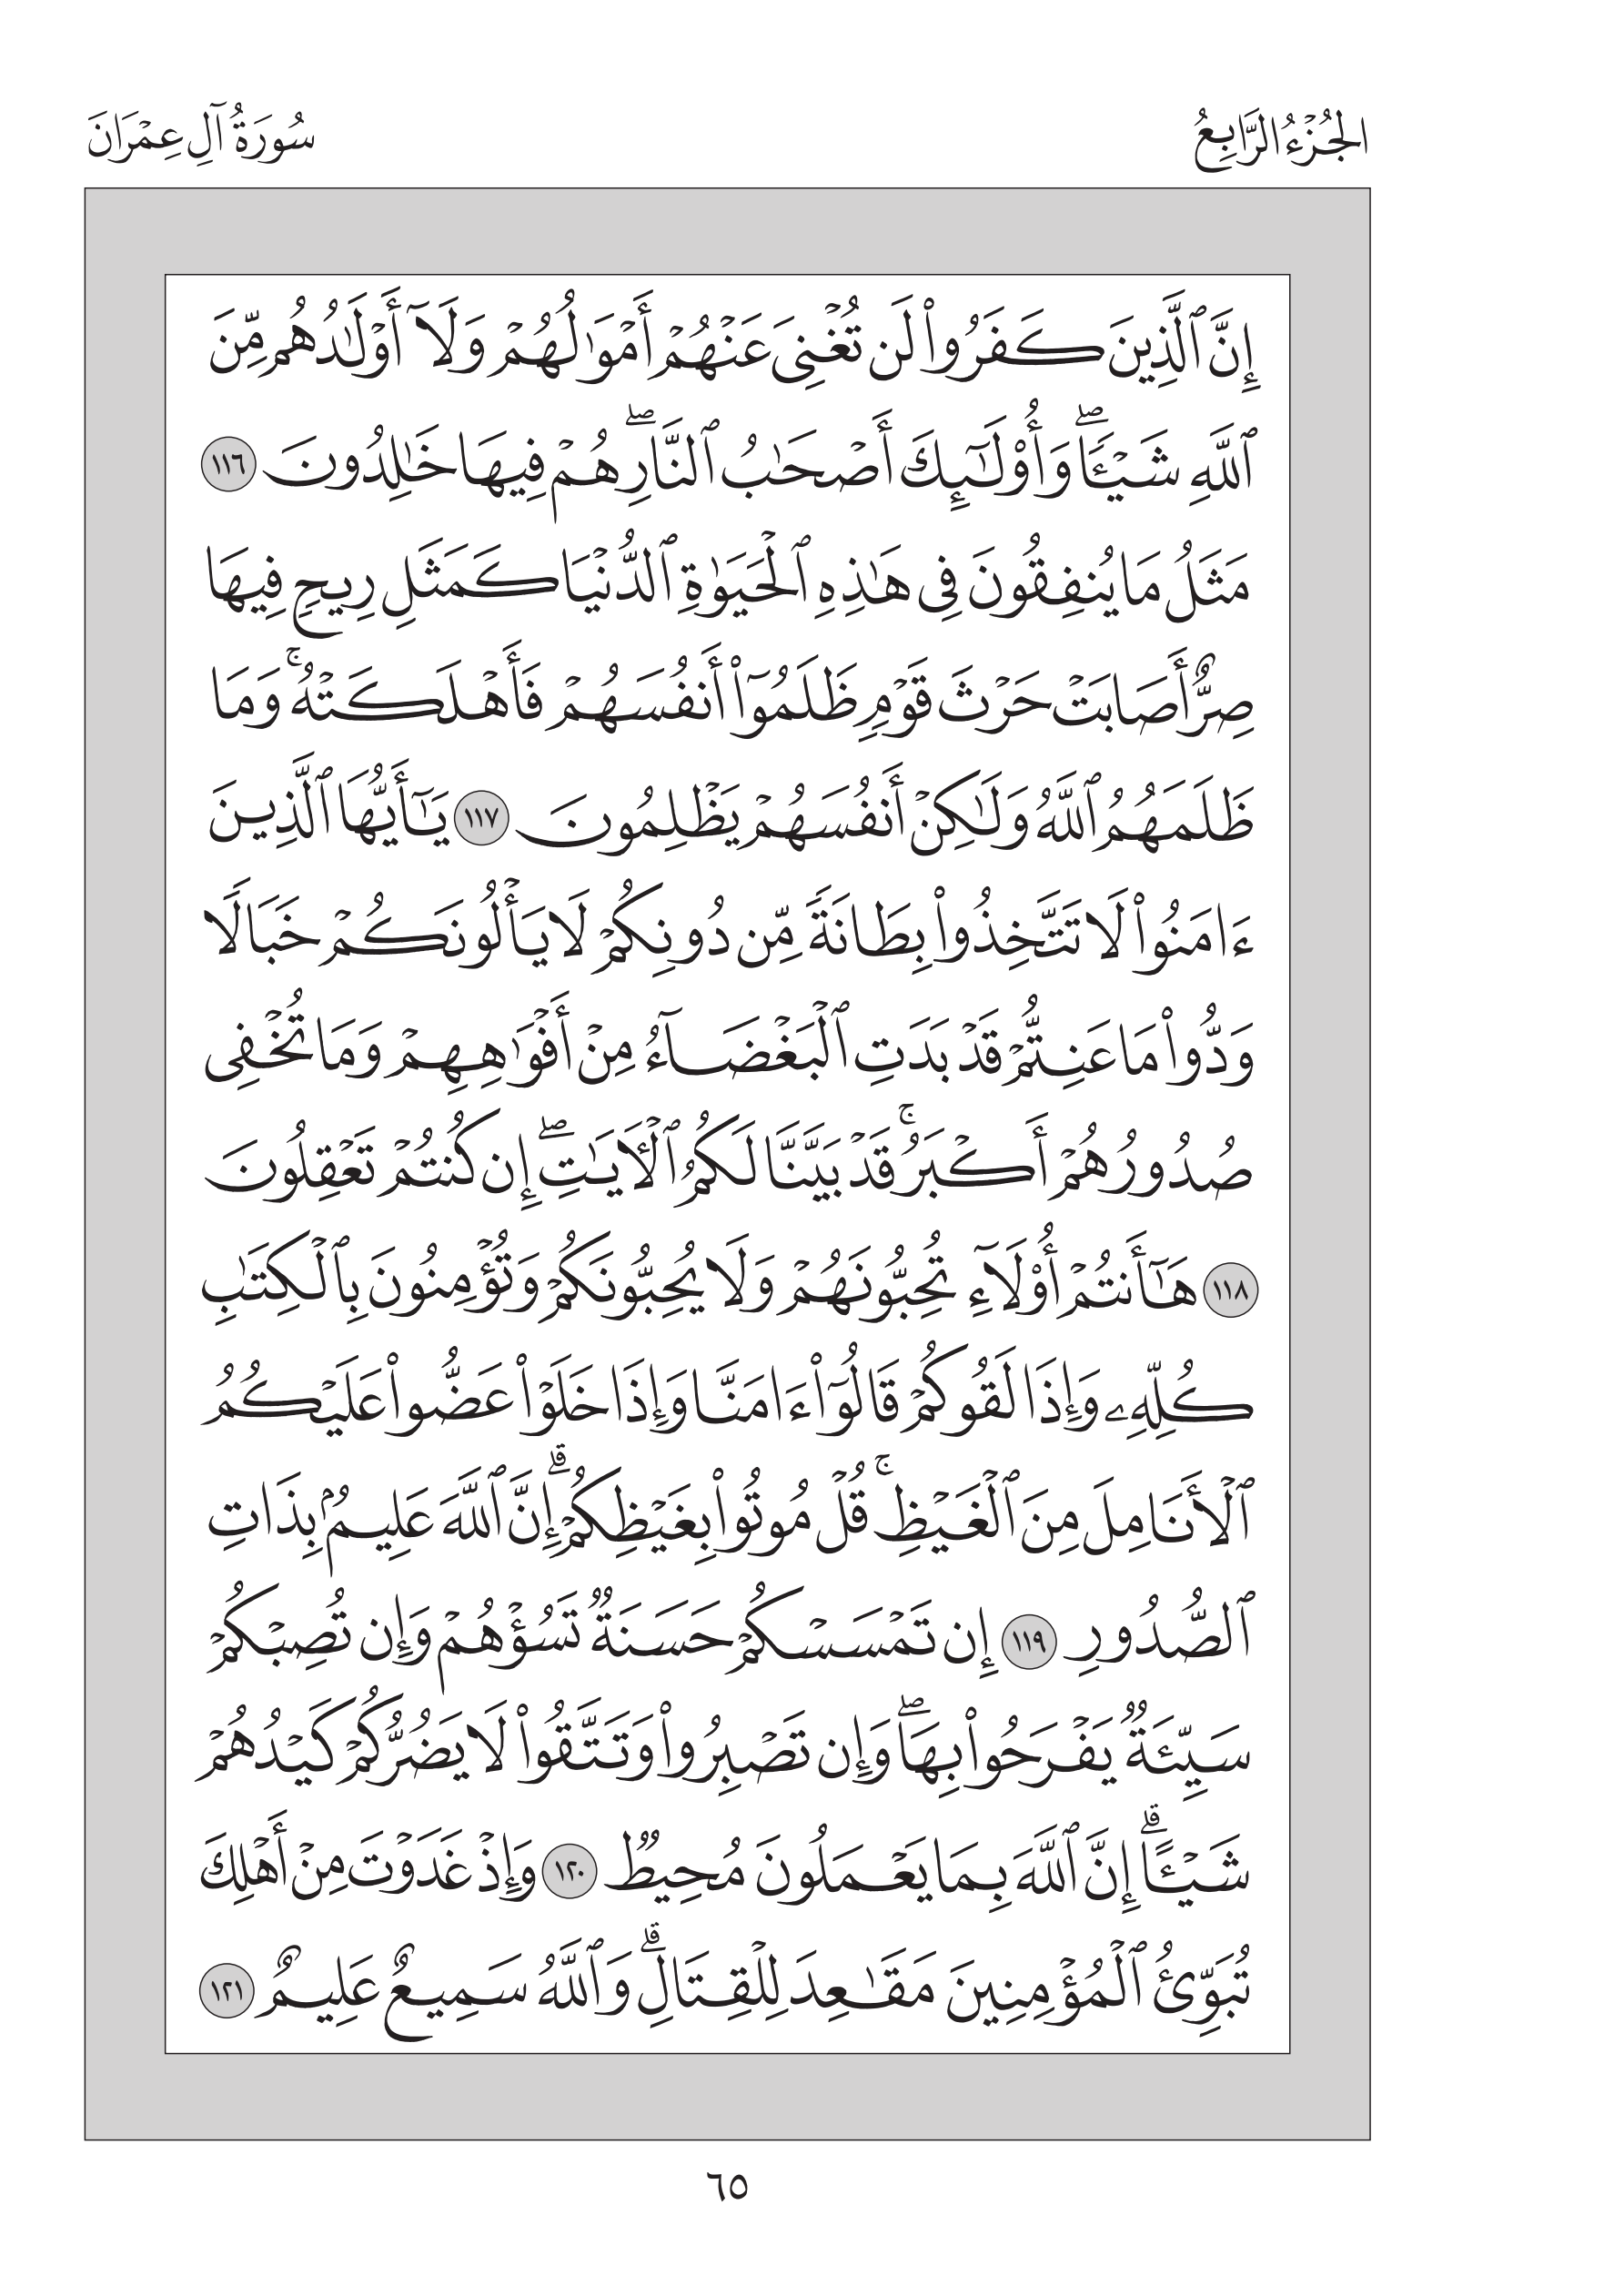 الجُزْءُ الرَّابِعُ
سُورَةُ آلِ عِمْرَانَ
إِنَّ ٱلَّذِينَ كَفَرُوا۟ لَن تُغْنِىَ عَنْهُمْ أَمْوَٰلُهُمْ وَلَآ أَوْلَـٰدُهُم مِّنَ
ٱللَّهِ شَيْـًٔا ۖ وَأُو۟لَـٰٓئِكَ أَصْحَـٰبُ ٱلنَّارِ ۖ هُمْ فِيهَا خَـٰلِدُونَ ١١٦
مَثَلُ مَا يُنفِقُونَ فِى هَـٰذِهِ ٱلْحَيَوٰةِ ٱلدُّنْيَا كَمَثَلِ رِيحٍ فِيهَا
صِرٌّ أَصَابَتْ حَرْثَ قَوْمٍ ظَلَمُوٓا۟ أَنفُسَهُمْ فَأَهْلَكَتْهُ ۚ وَمَا
ظَلَمَهُمُ ٱللَّهُ وَلَـٰكِنْ أَنفُسَهُمْ يَظْلِمُونَ ١١٧ يَـٰٓأَيُّهَا ٱلَّذِينَ
ءَامَنُوا۟ لَا تَتَّخِذُوا۟ بِطَانَةً مِّن دُونِكُمْ لَا يَأْلُونَكُمْ خَبَالًا
وَدُّوا۟ مَا عَنِتُّمْ قَدْ بَدَتِ ٱلْبَغْضَآءُ مِنْ أَفْوَٰهِهِمْ وَمَا تُخْفِى
صُدُورُهُمْ أَكْبَرُ ۚ قَدْ بَيَّنَّا لَكُمُ ٱلْـَٔايَـٰتِ ۖ إِن كُنتُمْ تَعْقِلُونَ
١١٨ هَـٰٓأَنتُمْ أُو۟لَآءِ تُحِبُّونَهُمْ وَلَا يُحِبُّونَكُمْ وَتُؤْمِنُونَ بِٱلْكِتَـٰبِ
كُلِّهِۦ وَإِذَا لَقُوكُمْ قَالُوٓا۟ ءَامَنَّا وَإِذَا خَلَوْا۟ عَضُّوا۟ عَلَيْكُمُ
ٱلْأَنَامِلَ مِنَ ٱلْغَيْظِ ۚ قُلْ مُوتُوا۟ بِغَيْظِكُمْ ۗ إِنَّ ٱللَّهَ عَلِيمٌۢ بِذَاتِ
ٱلصُّدُورِ ١١٩ إِن تَمْسَسْكُمْ حَسَنَةٌ تَسُؤْهُمْ وَإِن تُصِبْكُمْ
سَيِّئَةٌ يَفْرَحُوا۟ بِهَا ۖ وَإِن تَصْبِرُوا۟ وَتَتَّقُوا۟ لَا يَضُرُّكُمْ كَيْدُهُمْ
شَيْـًٔا ۗ إِنَّ ٱللَّهَ بِمَا يَعْمَلُونَ مُحِيطٌ ١٢٠ وَإِذْ غَدَوْتَ مِنْ أَهْلِكَ
تُبَوِّئُ ٱلْمُؤْمِنِينَ مَقَـٰعِدَ لِلْقِتَالِ ۗ وَٱللَّهُ سَمِيعٌ عَلِيمٌ ١٢١
٦٥